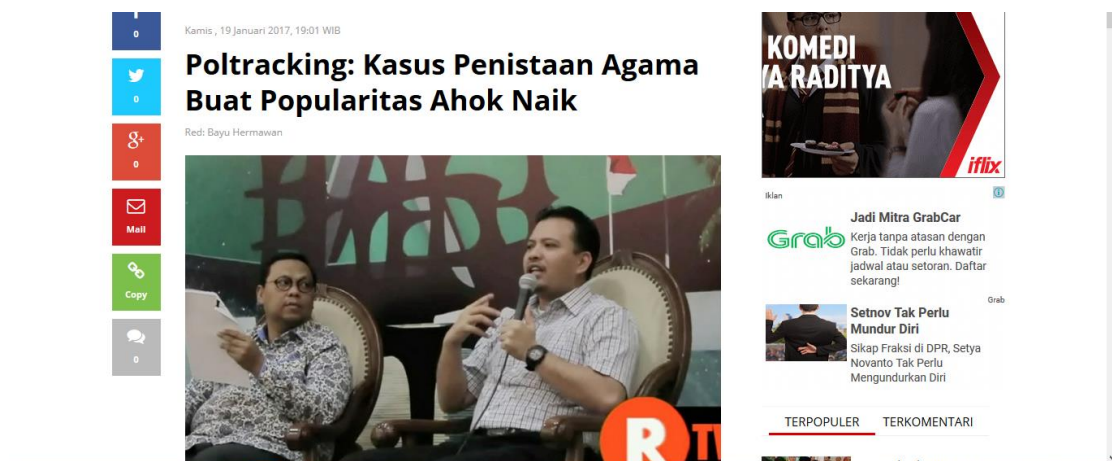 0
0
8+
0
Mail
Copy
0
Kamis , 19 Januari 2017, 19:01 WIB
Poltracking: Kasus Penistaan Agama
Buat Popularitas Ahok Naik
Red: Bayu Hermawan
R
KOMEDI
YA RADITYA
iflix
Iklan
Grab
Jadi Mitra GrabCar
Kerja tanpa atasan dengan
Grab. Tidak perlu khawatir
jadwal atau setoran. Daftar
sekarang!
Grab
Setnov Tak Perlu
Mundur Diri
Sikap Fraksi di DPR, Setya
Novanto Tak Perlu
Mengundurkan Diri
TERPOPULER
TERKOMENTARI